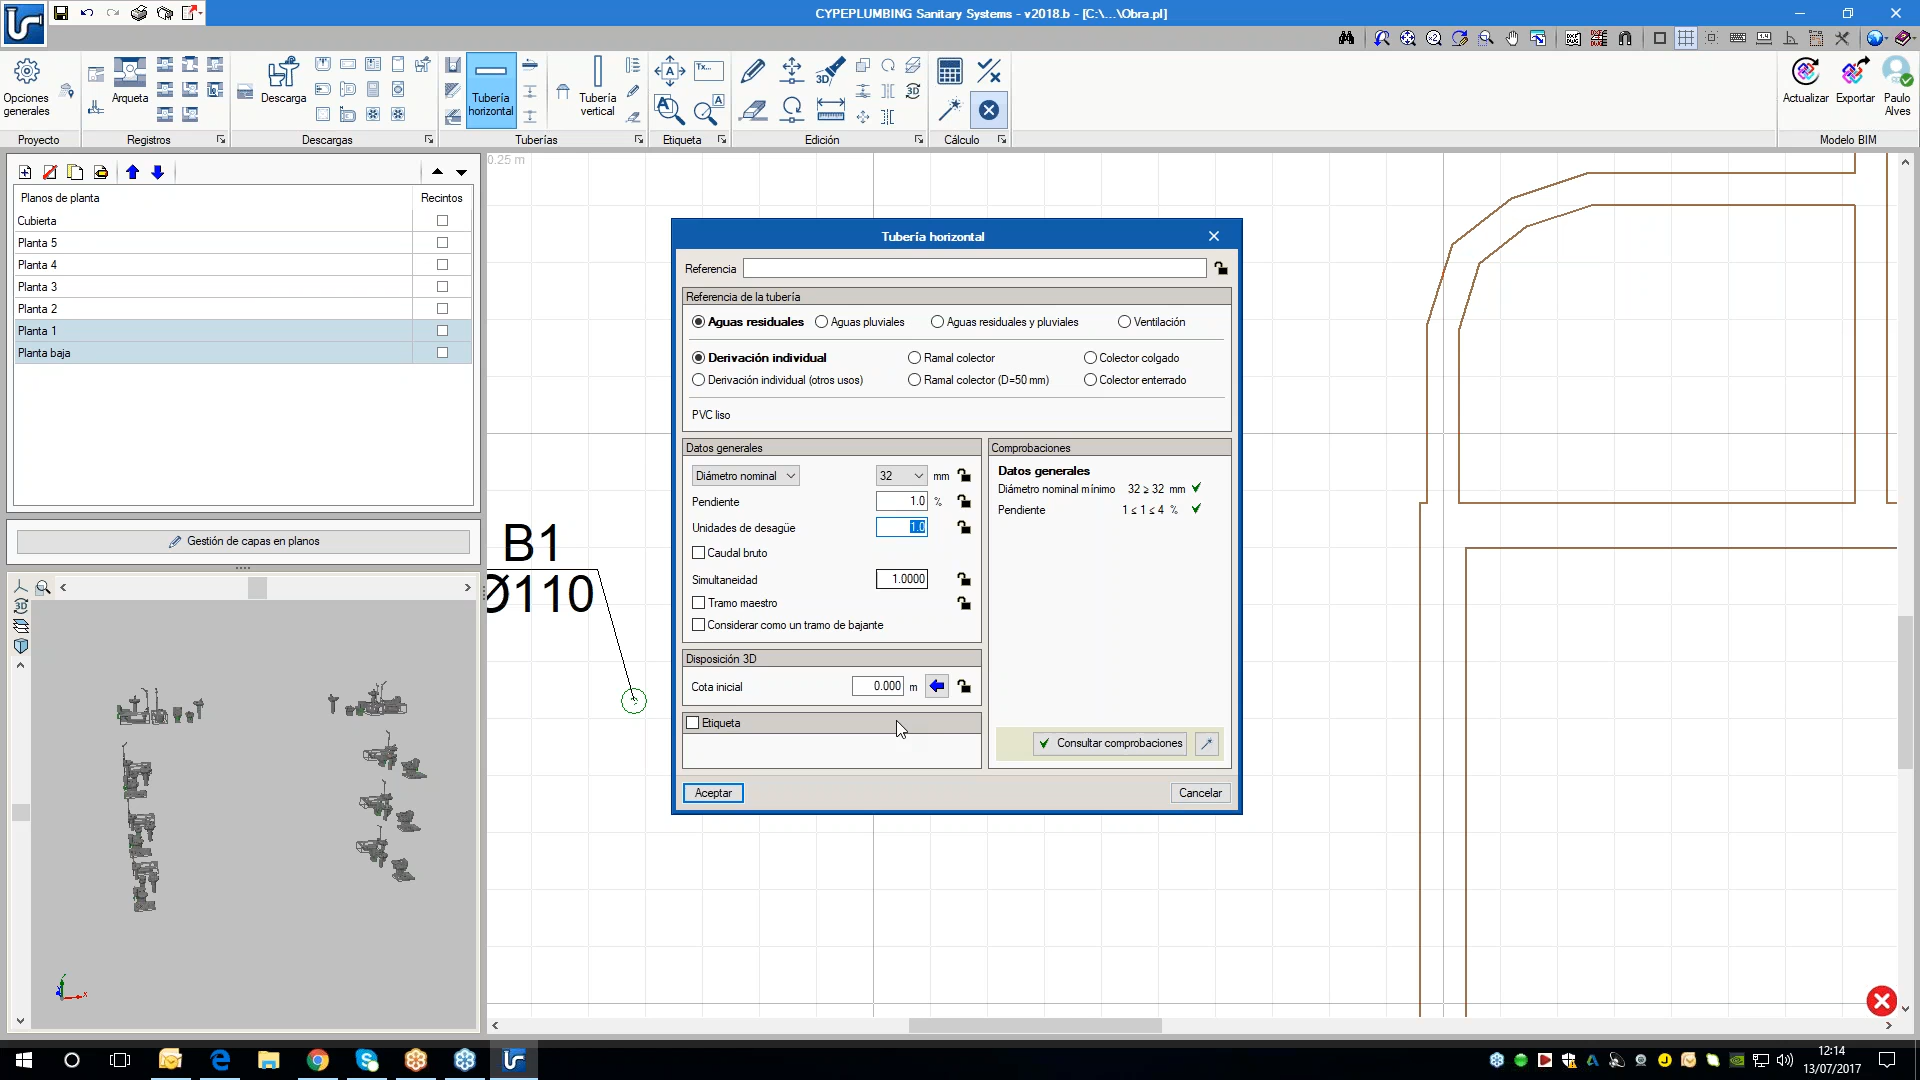 CYPEPLUMBING Sanitary Systems - v2018.b - [C:\...\Obra.pl]
Opciones generales
Arqueta
Descarga
Tubería horizontal
Tubería vertical
Tx...
Actualizar
Exportar
Paulo Alves
Proyecto
Registros
Descargas
Tuberías
Etiqueta
Edición
Cálculo
Modelo BIM
Planos de planta
Recintos
Cubierta
Planta 5
Planta 4
Planta 3
Planta 2
Planta 1
Planta baja
Gestión de capas en planos
0.25 m
B1
Ø110
Tubería horizontal
Referencia
Referencia de la tubería
Aguas residuales
Aguas pluviales
Aguas residuales y pluviales
Ventilación
Derivación individual
Ramal colector
Colector colgado
Derivación individual (otros usos)
Ramal colector (D=50 mm)
Colector enterrado
PVC liso
Datos generales
Diámetro nominal 32 mm
Pendiente 1.0 %
Unidades de desagüe 1.0
Caudal bruto
Simultaneidad 1.0000
Tramo maestro
Considerar como un tramo de bajante
Disposición 3D
Cota inicial 0.000 m
Etiqueta
Comprobaciones
Datos generales
Diámetro nominal mínimo 32 ≥ 32 mm
Pendiente 1 ≤ 1 ≤ 4 %
Consultar comprobaciones
Aceptar
Cancelar
12:14
13/07/2017